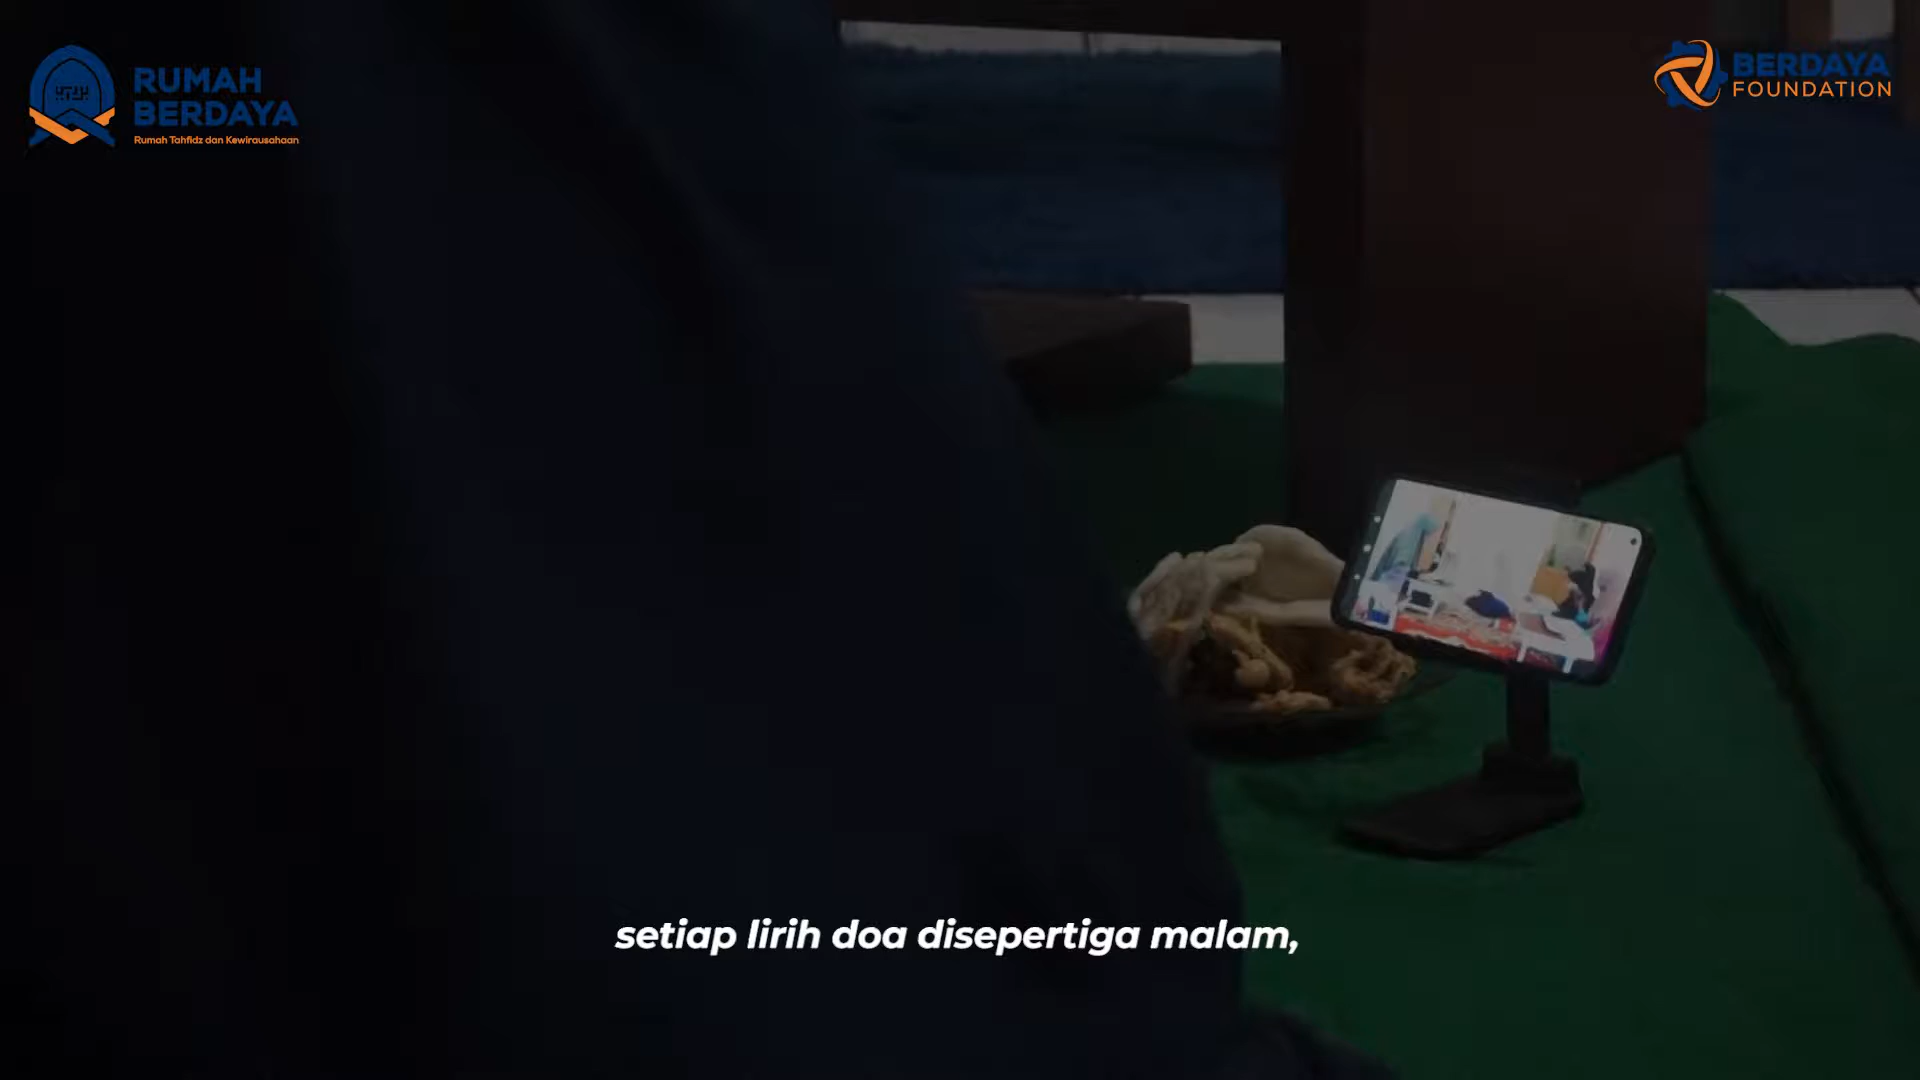 RUMAH
BERDAYA
Rumah Tahfidz dan Kewirausahaan
BERDAYA
FOUNDATION
setiap lirih doa disepertiga malam,